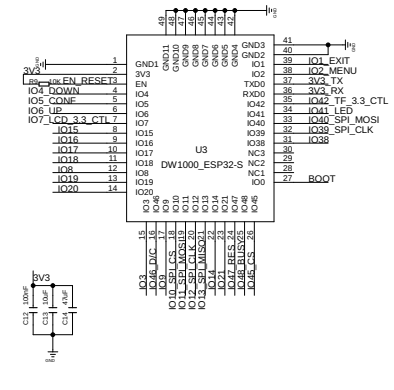 49 48 47 46 45 44 43 42
GND
GND11 GND10 GND9 GND8 GND7 GND6 GND5 GND4
GND 1 GND1
3V3 2 3V3
R9 10K EN_RESET 3 EN
IO4_DOWN 4 IO4
IO5_CONF 5 IO5
IO6_UP 6 IO6
IO7_LCD_3.3_CTL 7 IO7
IO15 8 IO15
IO16 9 IO16
IO17 10 IO17
IO18 11 IO18
IO8 12 IO8
IO19 13 IO19
IO20 14 IO20
U3
DW1000_ESP32-S
GND3 41 GND
GND2 40
IO1 39 IO1_EXIT
IO2 38 IO2_MENU
TXD0 37 3V3_TX
RXD0 36 3V3_RX
IO42 35 IO42_TF_3.3_CTL
IO41 34 IO41_LED
IO40 33 IO40_SPI_MOSI
IO39 32 IO39_SPI_CLK
IO38 31 IO38
NC3 30
NC2 29
NC1 28
IO0 27 BOOT
IO3 IO46 IO9 IO10 IO11 IO12 IO13 IO14 IO21 IO47 IO48 IO45
15 16 17 18 19 20 21 22 23 24 25 26
IO3
IO46_D/C
IO9
IO10_SPI_CS
IO11_SPI_MOSI
IO12_SPI_CLK
IO13_SPI_MISO
IO14
IO21
IO47_RES
IO48_BUSY
IO45_CS
3V3
C12 100nF
C13 10uF
C14 47uF
GND